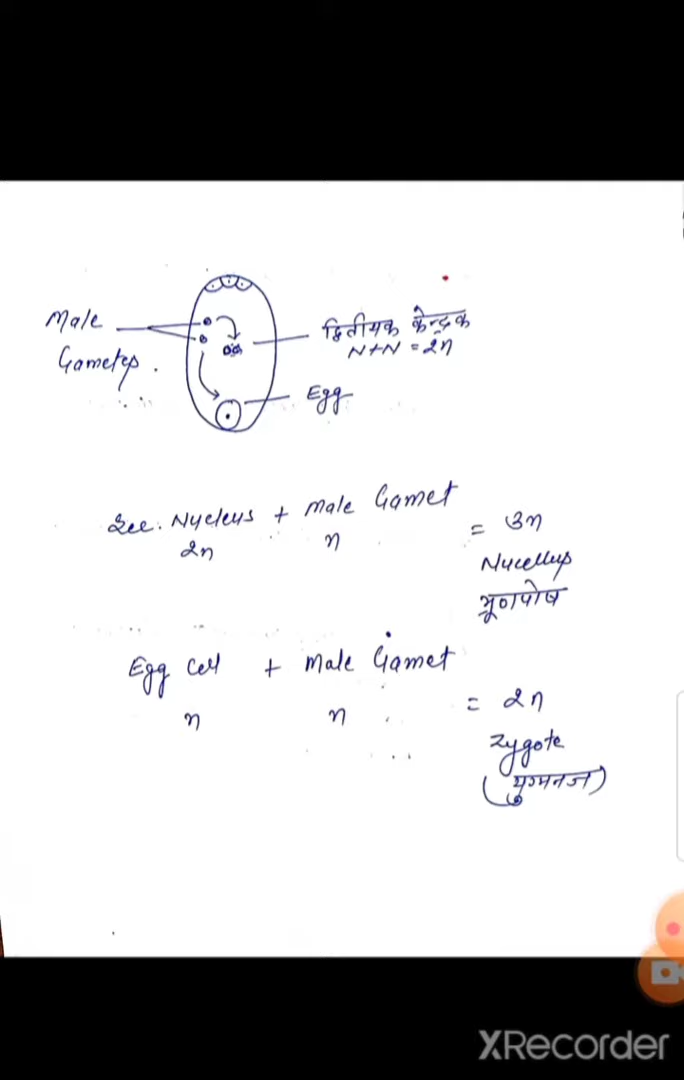 Male
Gametes.
द्वितीयक केन्द्रक
N+N = 2n
Egg
Sec. Nucleus + Male Gamet
2n n
= 3n
Nucellus
भ्रूणपोष
Egg Cell + Male Gamet
n n
= 2n
Zygote
(युग्मनज)
XRecorder